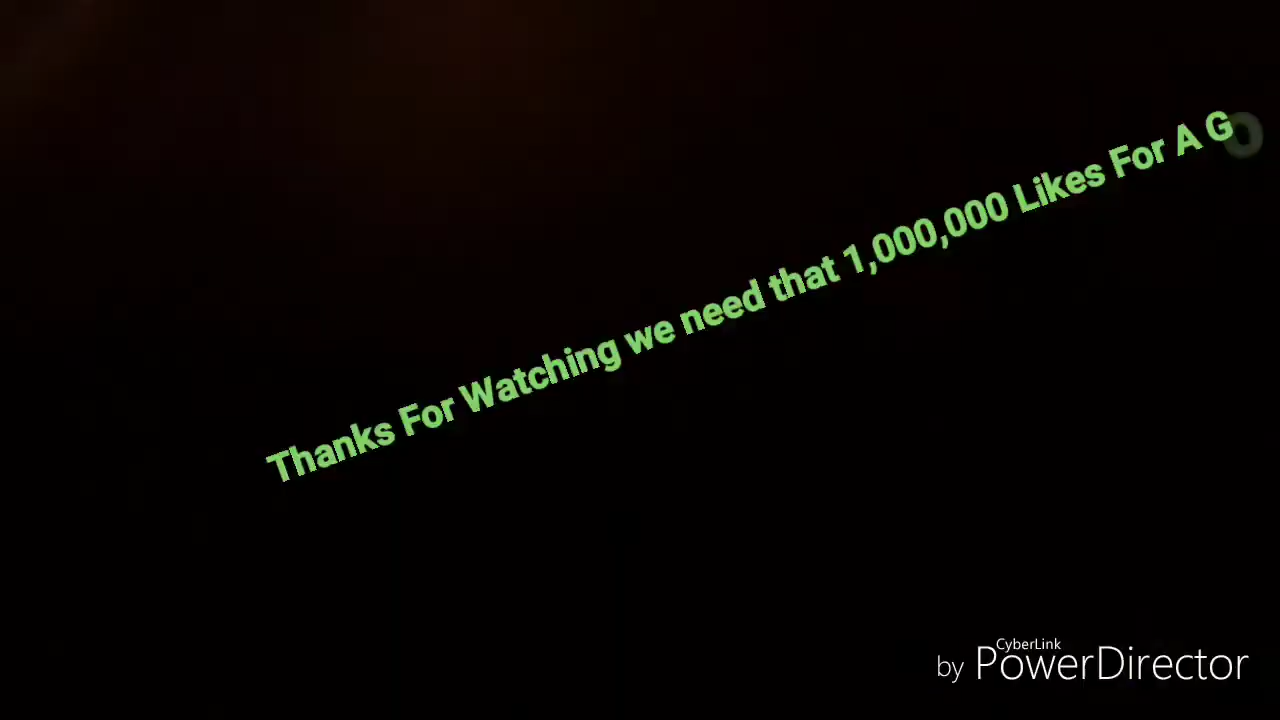 Thanks For Watching we need that 1,000,000 Likes For A G
CyberLink
by PowerDirector